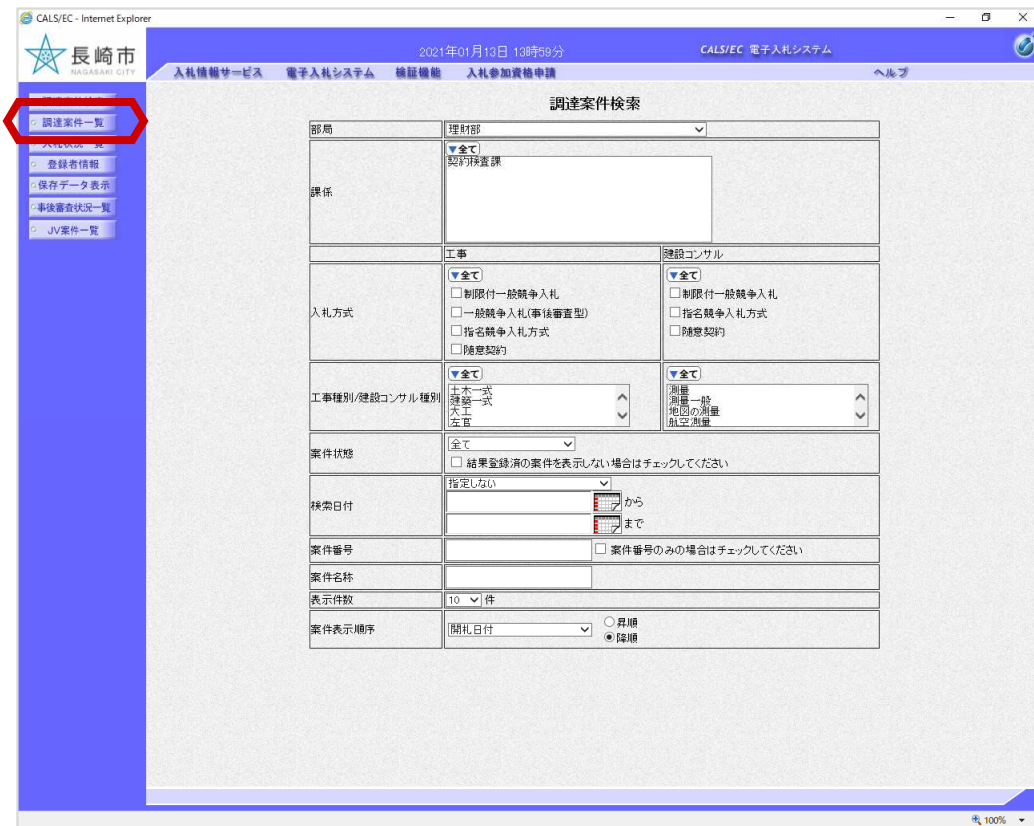 CALS/EC - Internet Explorer
長崎市
NAGASAKI CITY
2021年01月13日 13時59分
CALS/EC 電子入札システム
入札情報サービス 電子入札システム 検証機能 入札参加資格申請 ヘルプ
調達案件一覧
入札状況一覧
登録者情報
保存データ表示
事後審査状況一覧
JV案件一覧
調達案件検索
部局 理財部
課係 ▼全て
契約検査課
工事 建設コンサル
入札方式
▼全て
制限付一般競争入札
一般競争入札(事後審査型)
指名競争入札方式
随意契約
▼全て
制限付一般競争入札
指名競争入札方式
随意契約
工事種別/建設コンサル種別
▼全て
土木一式
建築一式
大工
左官
▼全て
測量
測量一般
地図の測量
航空測量
案件状態 全て
結果登録済の案件を表示しない場合はチェックしてください
検索日付 指定しない
から
まで
案件番号 案件番号のみの場合はチェックしてください
案件名称
表示件数 10 件
案件表示順序 開札日付 昇順
降順
100%